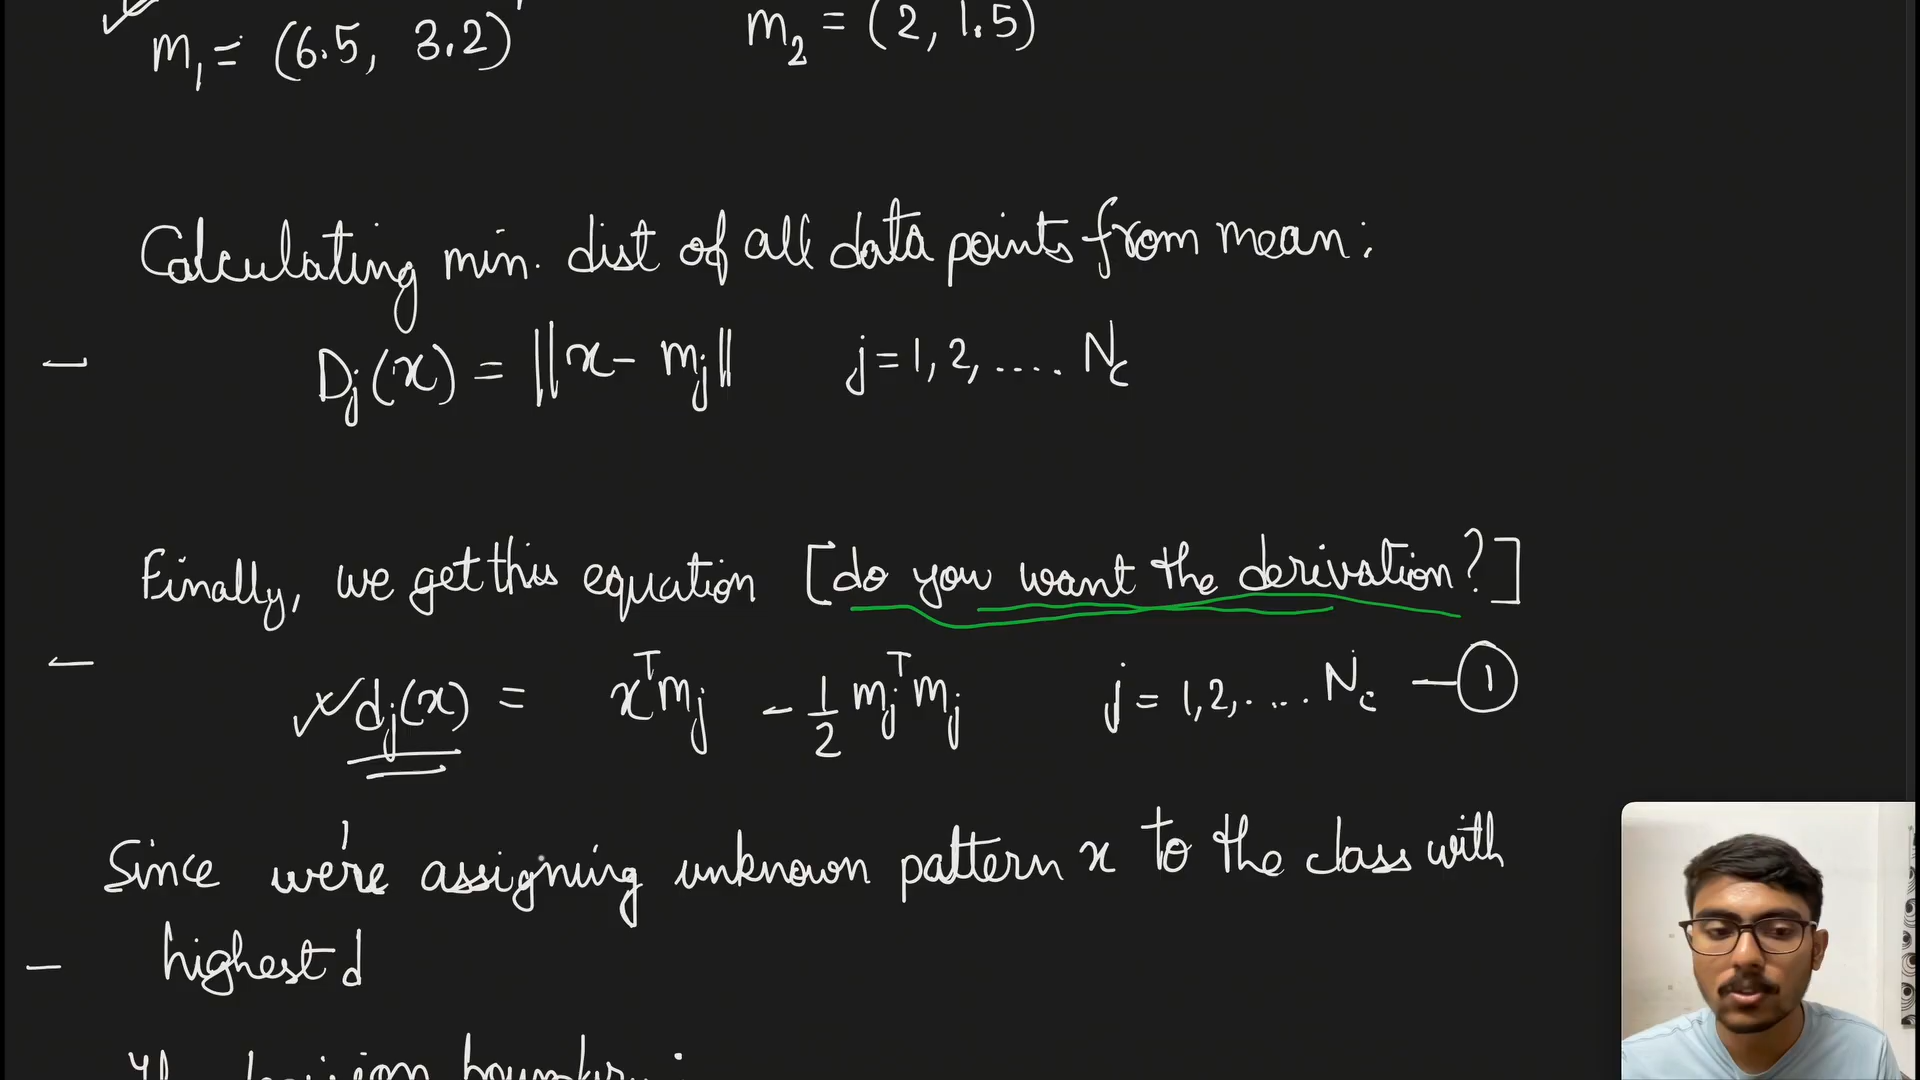 m₁ = (6.5, 3.2)
m₂ = (2, 1.5)
Calculating min. dist of all data points from mean:
Dj(x) = ||x - mj|| j = 1, 2, .... Nc
Finally, we get this equation [do you want the derivation?]
dj(x) = xᵀmj - 1/2 mjᵀmj j = 1,2,.... Nc — ①
Since we're assigning unknown pattern x to the class with
highest d
decision boundary: